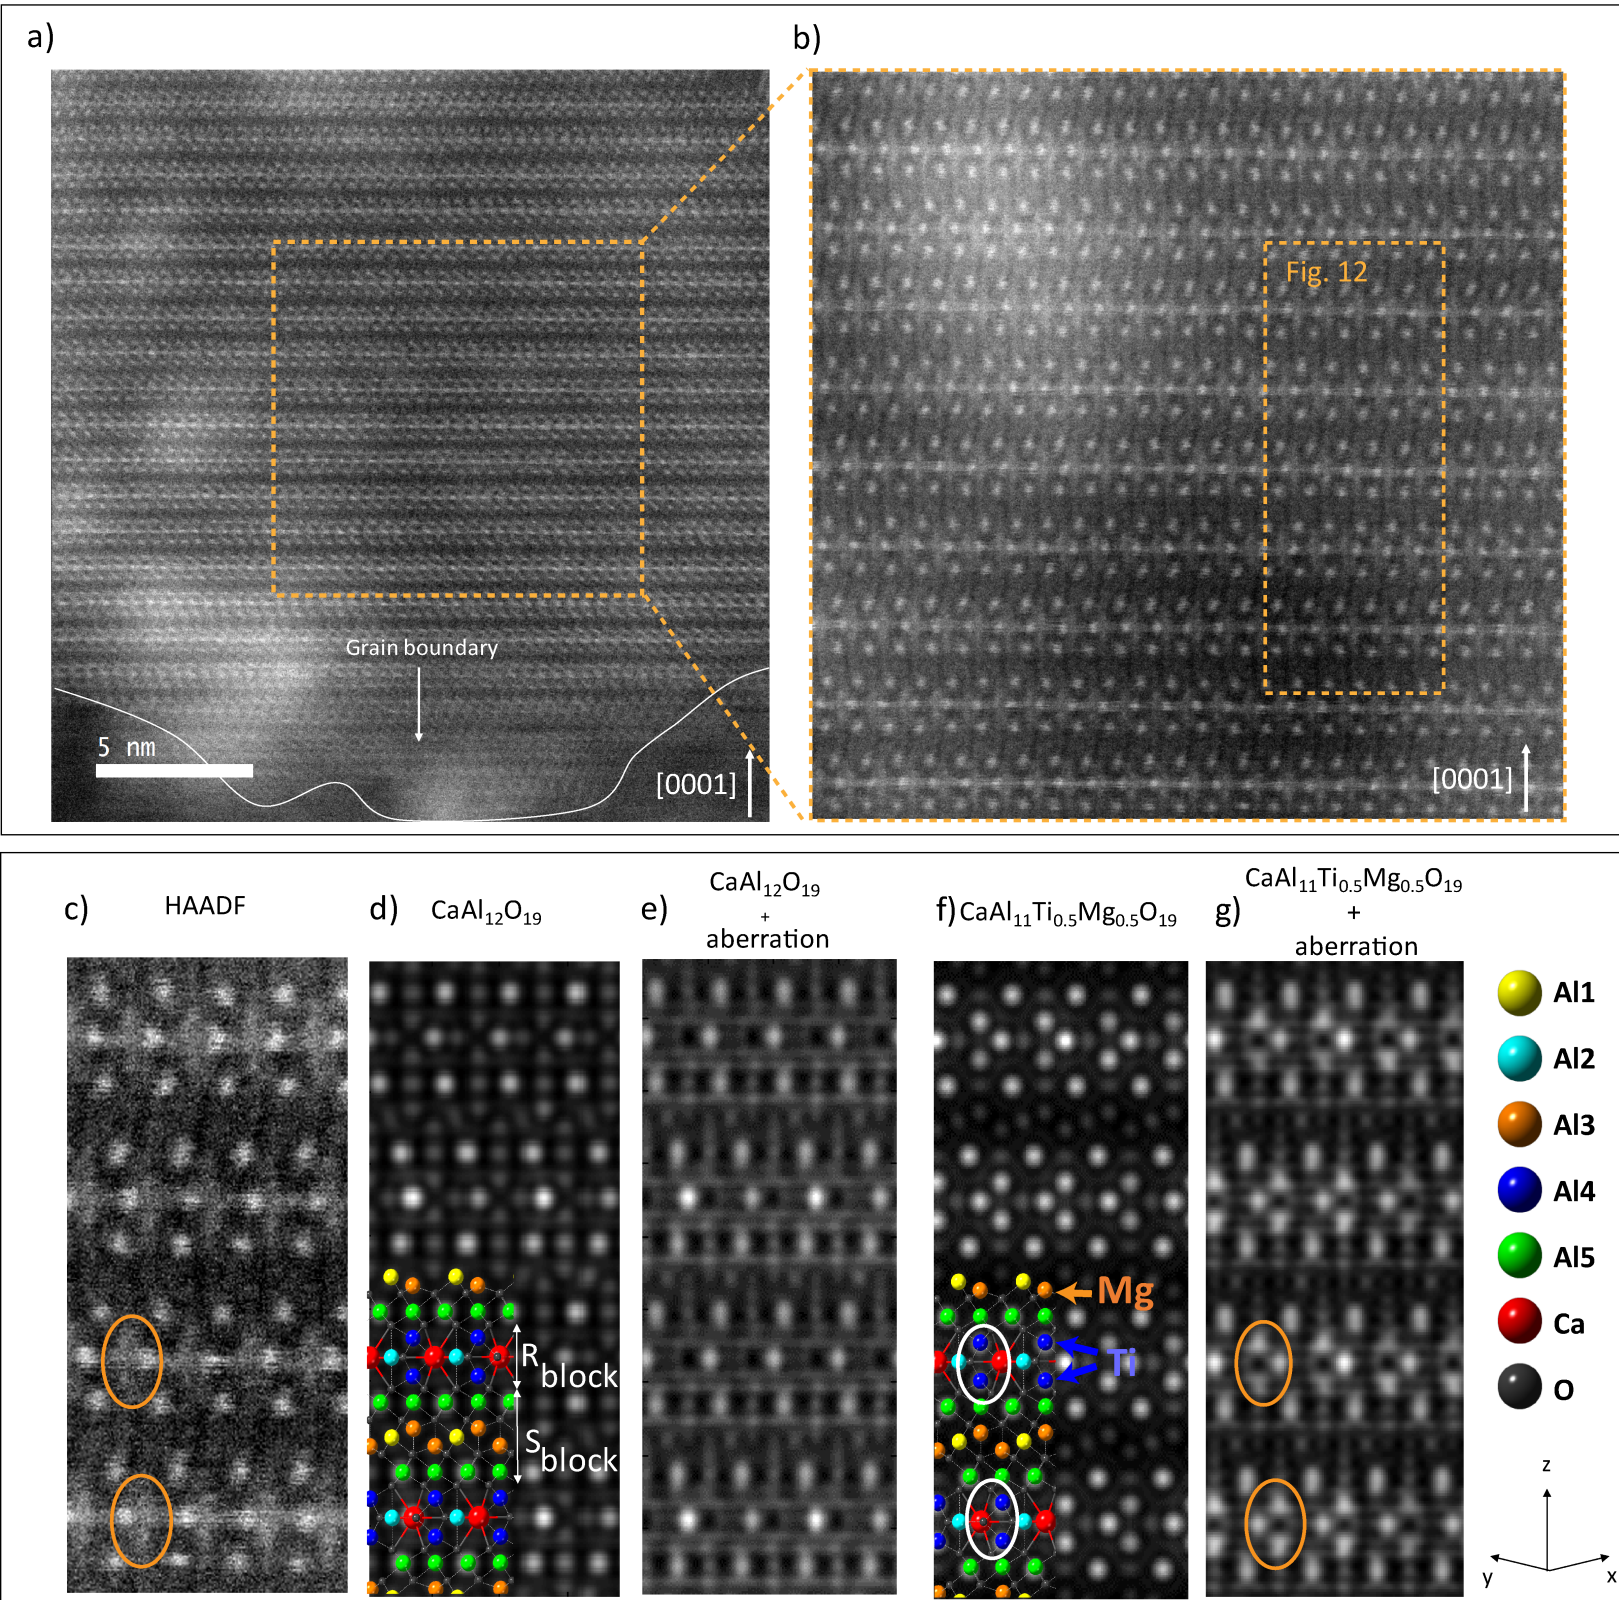 a)
b)
Fig. 12
Grain boundary
5 nm
[0001]
[0001]
c)
HAADF
d)
CaAl₁₂O₁₉
e)
CaAl₁₂O₁₉
+
aberration
f)
CaAl₁₁Ti₀.₅Mg₀.₅O₁₉
g)
CaAl₁₁Ti₀.₅Mg₀.₅O₁₉
+
aberration
R
block
S
block
Mg
Ti
Al1
Al2
Al3
Al4
Al5
Ca
O
z
y
x